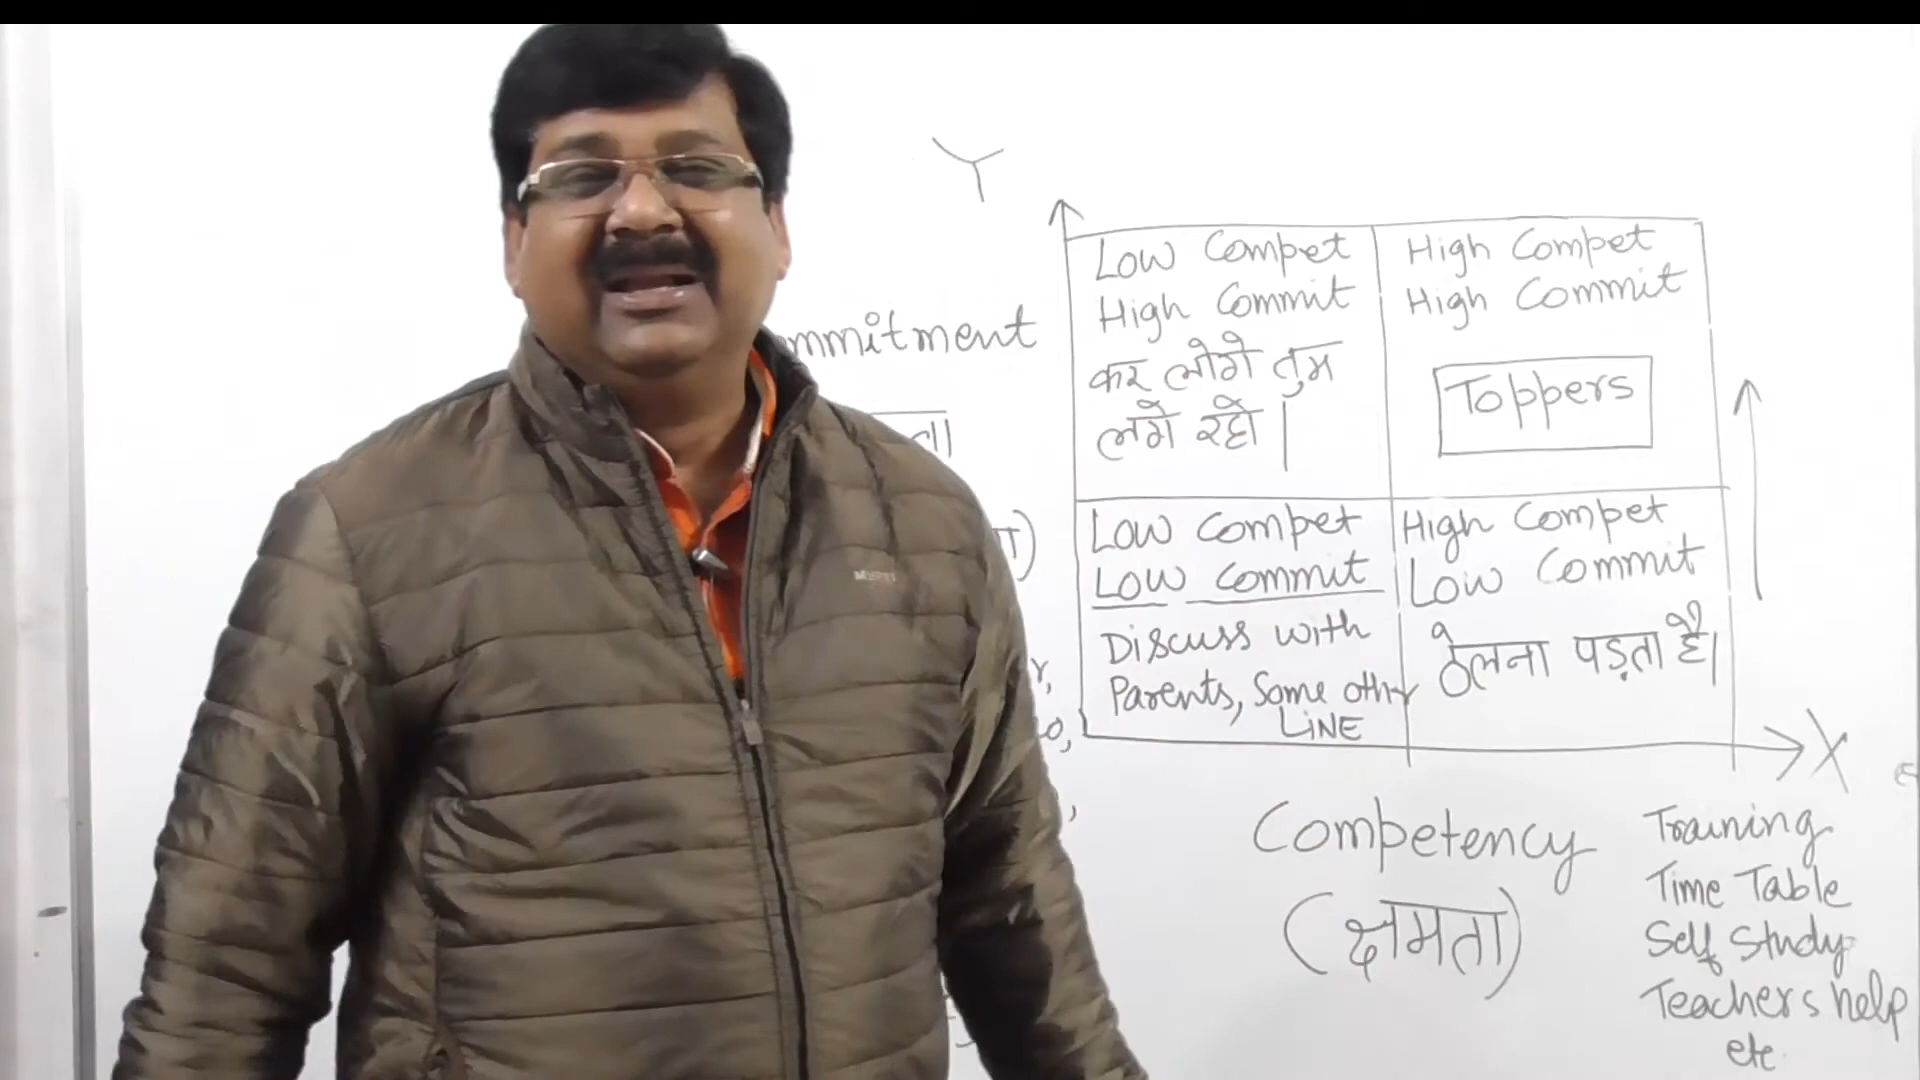 Y
Low Compet
High Commit
कर लोगे तुम
लगे रहो।
High Compet
High Commit
Toppers
Low Compet
Low Commit
Discuss with
Parents, Some other
LINE
High Compet
Low Commit
ठेलना पड़ता है।
X
Competency
(क्षमता)
Training
Time Table
Self Study
Teachers help
etc